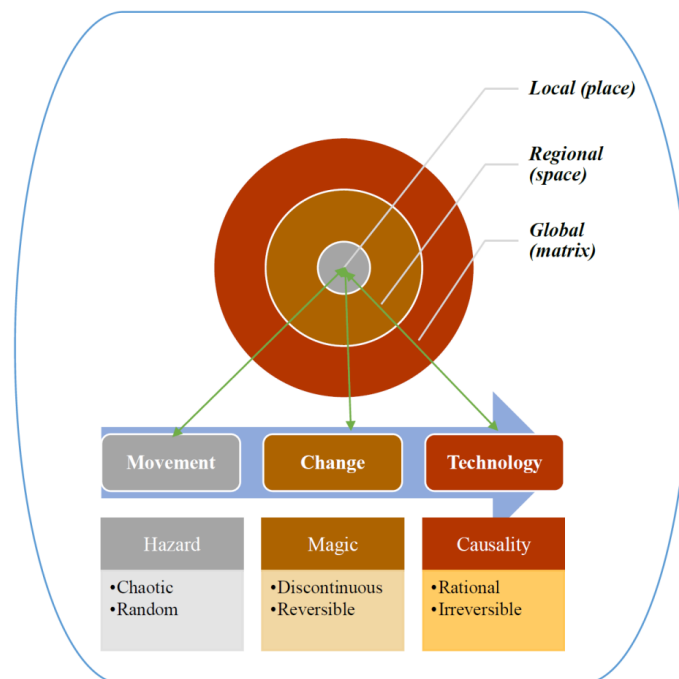 Local (place)
Regional
(space)
Global
(matrix)
Movement
Change
Technology
Hazard
Magic
Causality
•Chaotic
•Random
•Discontinuous
•Reversible
•Rational
•Irreversible